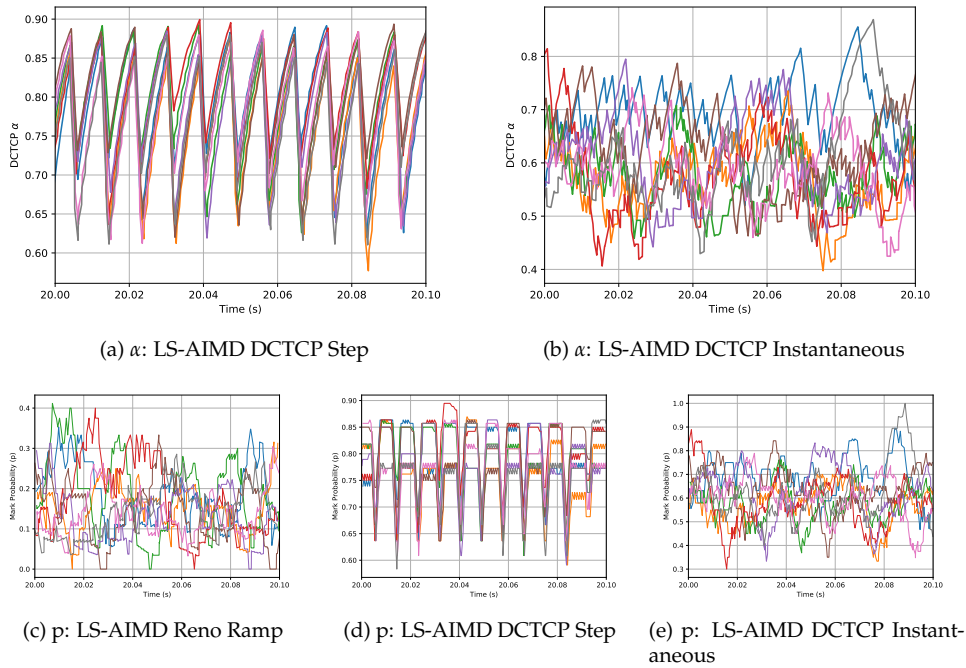 0.90
0.85
0.80
0.75
0.70
0.65
0.60
DCTCP α
20.00 20.02 20.04 20.06 20.08 20.10
Time (s)
(a) α: LS-AIMD DCTCP Step
0.8
0.7
0.6
0.5
0.4
DCTCP α
20.00 20.02 20.04 20.06 20.08 20.10
Time (s)
(b) α: LS-AIMD DCTCP Instantaneous
0.4
0.3
0.2
0.1
0.0
Mark Probability (p)
20.00 20.02 20.04 20.06 20.08 20.10
Time (s)
(c) p: LS-AIMD Reno Ramp
0.90
0.85
0.80
0.75
0.70
0.65
0.60
Mark Probability (p)
20.00 20.02 20.04 20.06 20.08 20.10
Time (s)
(d) p: LS-AIMD DCTCP Step
1.0
0.9
0.8
0.7
0.6
0.5
0.4
0.3
Mark Probability (p)
20.00 20.02 20.04 20.06 20.08 20.10
Time (s)
(e) p: LS-AIMD DCTCP Instant-
aneous